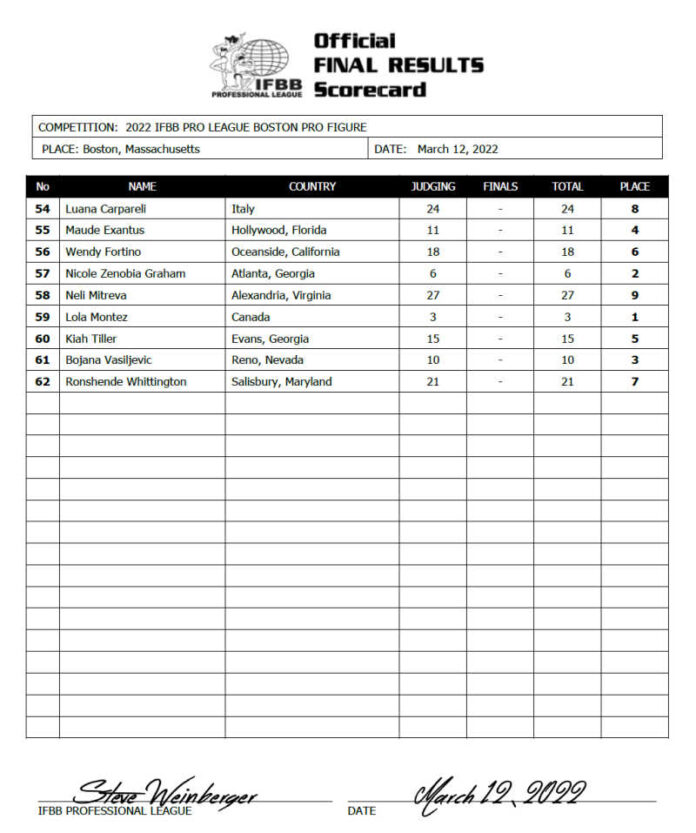 Official
FINAL RESULTS
Scorecard
IFBB
PROFESSIONAL LEAGUE
COMPETITION: 2022 IFBB PRO LEAGUE BOSTON PRO FIGURE
PLACE: Boston, Massachusetts DATE: March 12, 2022
No NAME COUNTRY JUDGING FINALS TOTAL PLACE
54 Luana Carpareli Italy 24 - 24 8
55 Maude Exantus Hollywood, Florida 11 - 11 4
56 Wendy Fortino Oceanside, California 18 - 18 6
57 Nicole Zenobia Graham Atlanta, Georgia 6 - 6 2
58 Neli Mitreva Alexandria, Virginia 27 - 27 9
59 Lola Montez Canada 3 - 3 1
60 Kiah Tiller Evans, Georgia 15 - 15 5
61 Bojana Vasiljevic Reno, Nevada 10 - 10 3
62 Ronshende Whittington Salisbury, Maryland 21 - 21 7
Steve Weinberger March 12, 2022
IFBB PROFESSIONAL LEAGUE DATE